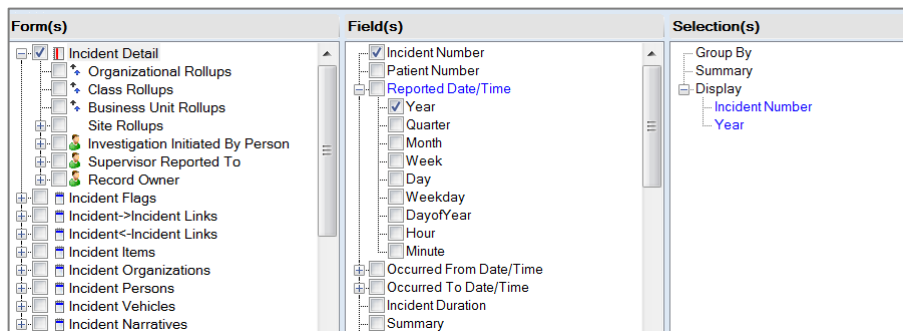 Form(s)
Incident Detail
Organizational Rollups
Class Rollups
Business Unit Rollups
Site Rollups
Investigation Initiated By Person
Supervisor Reported To
Record Owner
Incident Flags
Incident->Incident Links
Incident<-Incident Links
Incident Items
Incident Organizations
Incident Persons
Incident Vehicles
Incident Narratives
Field(s)
Incident Number
Patient Number
Reported Date/Time
Year
Quarter
Month
Week
Day
Weekday
DayofYear
Hour
Minute
Occurred From Date/Time
Occurred To Date/Time
Incident Duration
Summary
Selection(s)
Group By
Summary
Display
Incident Number
Year